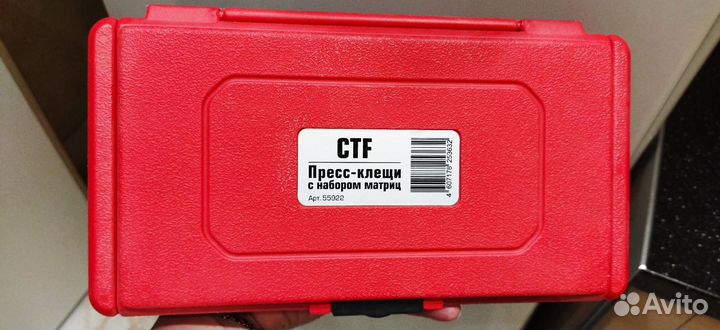 CTF
Пресс-клещи
с набором матриц
Арт. 55922
4 607178 253632
Avito